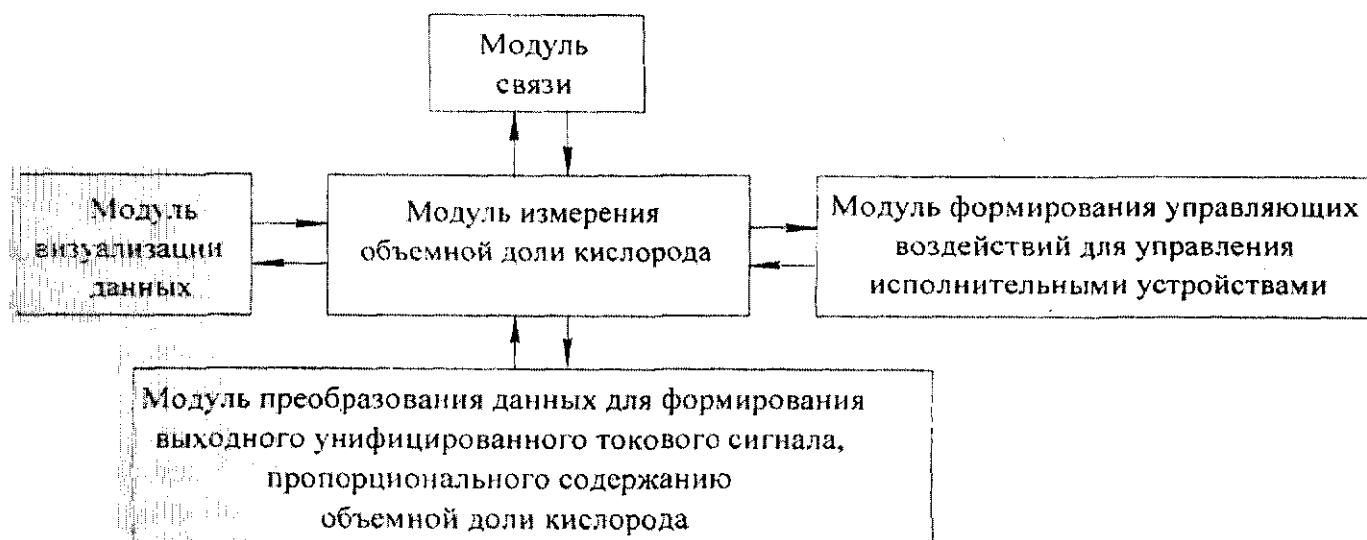 Модуль
связи
Модуль
визуализации
данных
Модуль измерения
объемной доли кислорода
Модуль формирования управляющих
воздействий для управления
исполнительными устройствами
Модуль преобразования данных для формирования
выходного унифицированного токового сигнала,
пропорционального содержанию
объемной доли кислорода